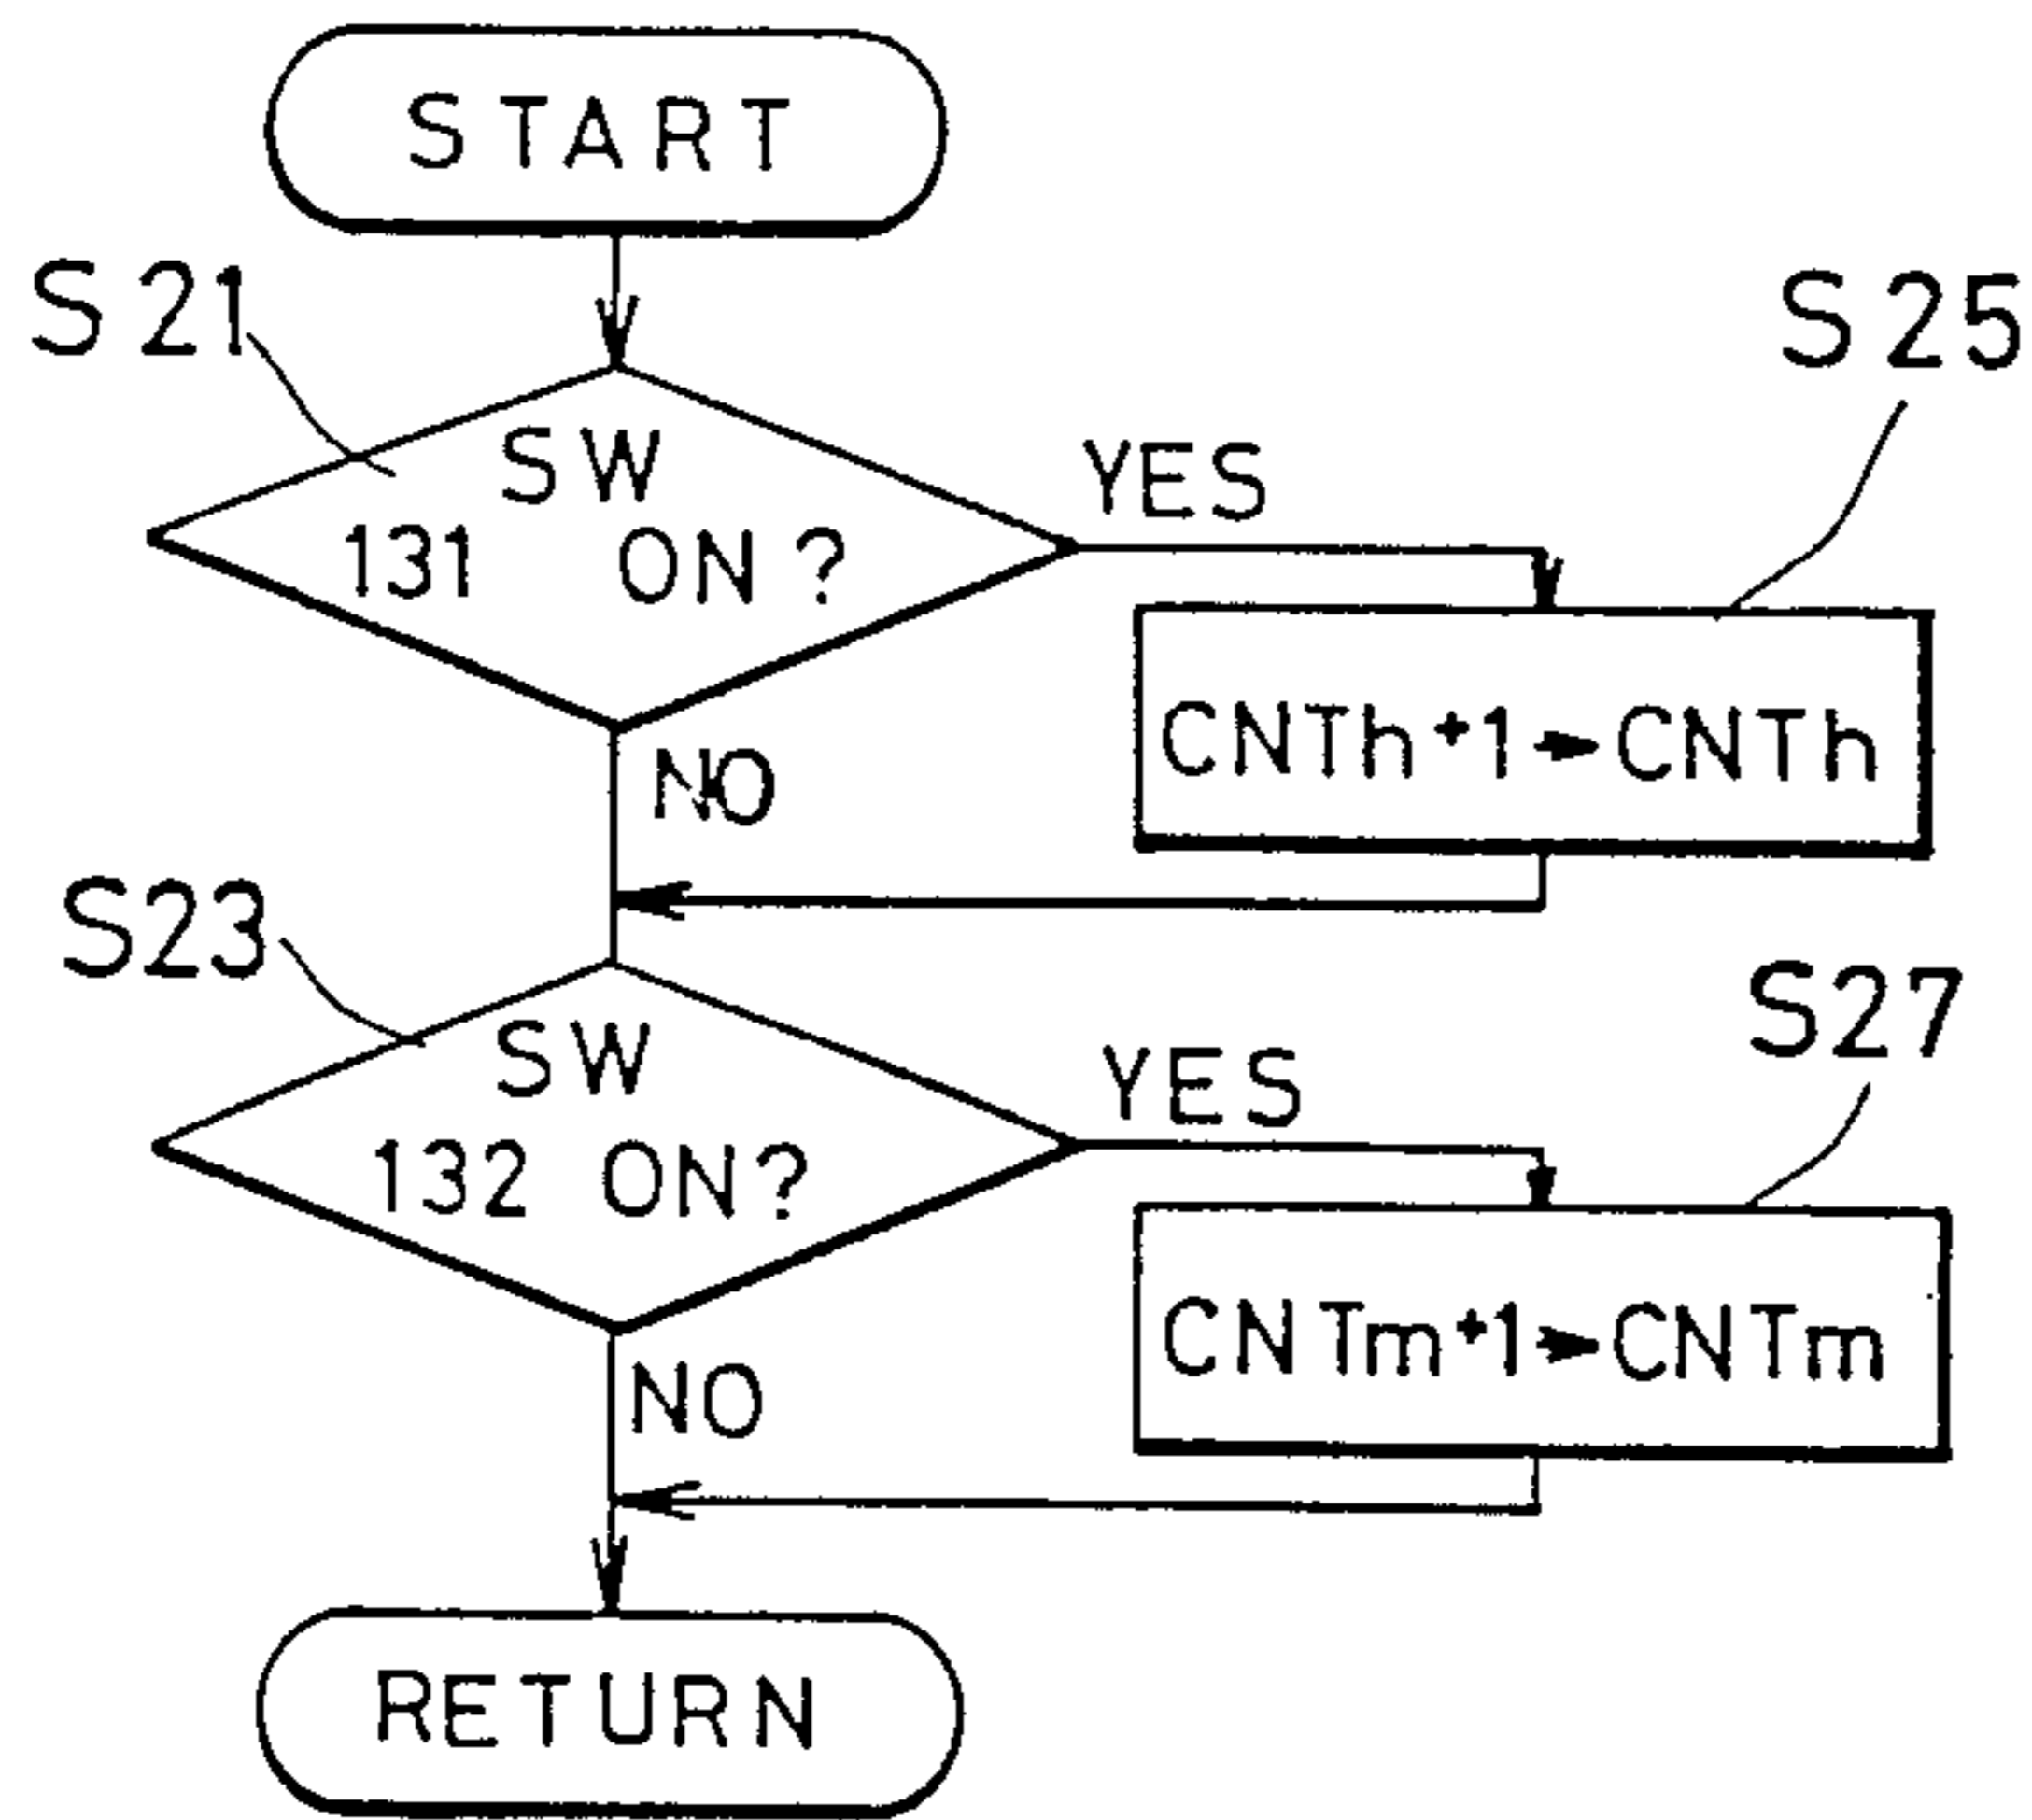 START
S21
SW
131 ON?
YES
S25
CNTh+1→CNTh
NO
S23
SW
132 ON?
YES
S27
CNTm+1→CNTm
NO
RETURN